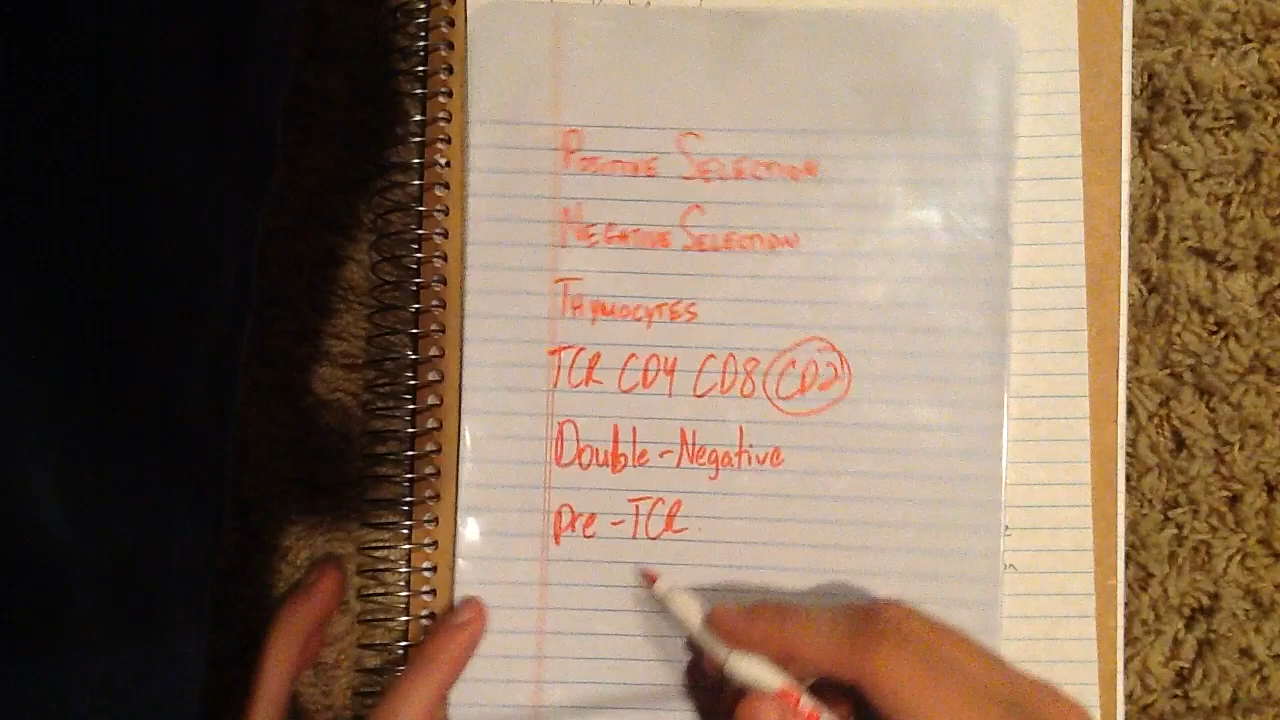 POSITIVE SELECTION
NEGATIVE SELECTION
THYMOCYTES
TCR CD4 CD8 CD2
Double-Negative
pre-TCR